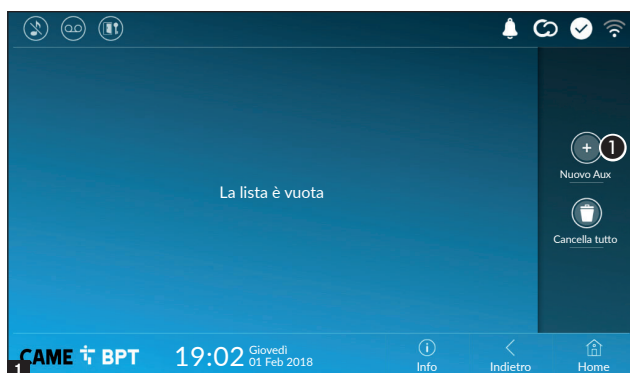 1
Nuovo Aux
La lista è vuota
Cancella tutto
CAME BPT
19:02
Giovedì
01 Feb 2018
Info
Indietro
Home
1